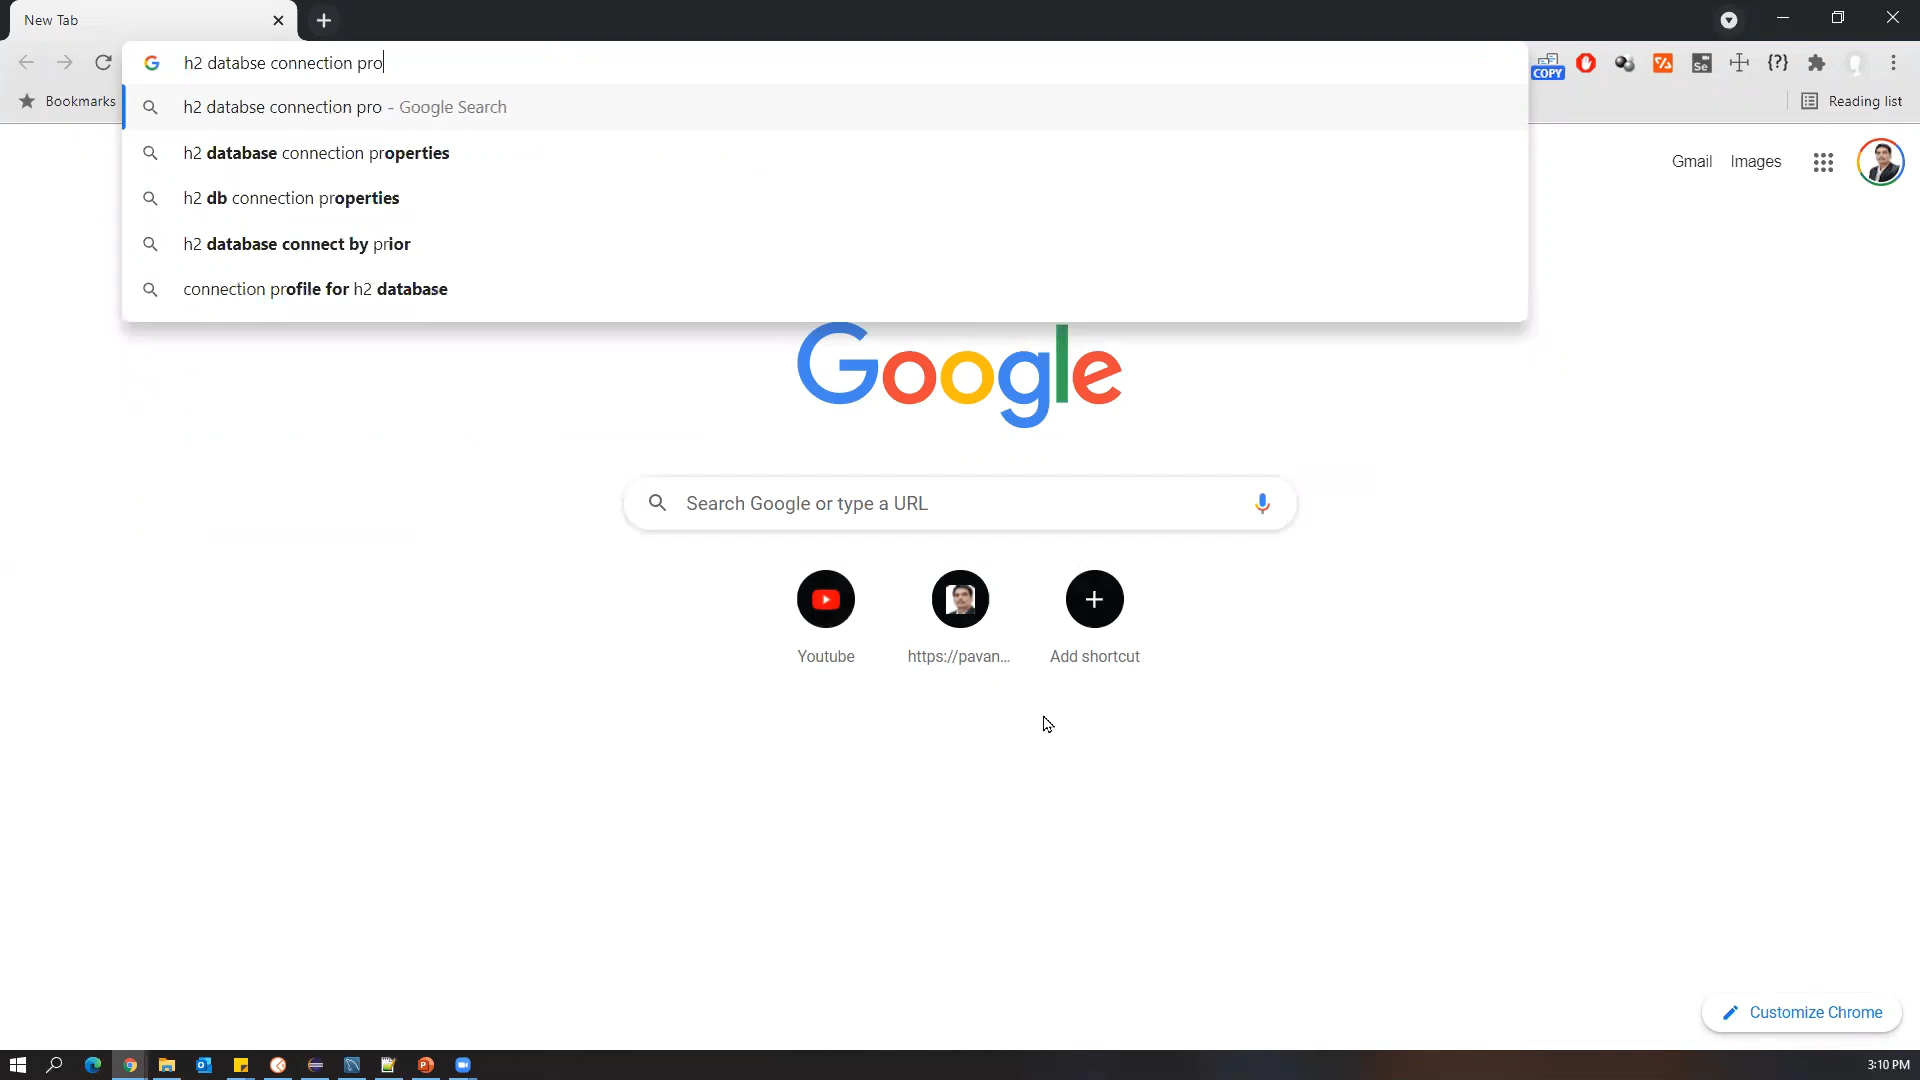 New Tab
h2 databse connection pro
COPY
Se
{?}
Bookmarks
Reading list
h2 databse connection pro - Google Search
h2 database connection properties
h2 db connection properties
h2 database connect by prior
connection profile for h2 database
Gmail Images
Google
Search Google or type a URL
Youtube
https://pavan...
Add shortcut
Customize Chrome
3:10 PM